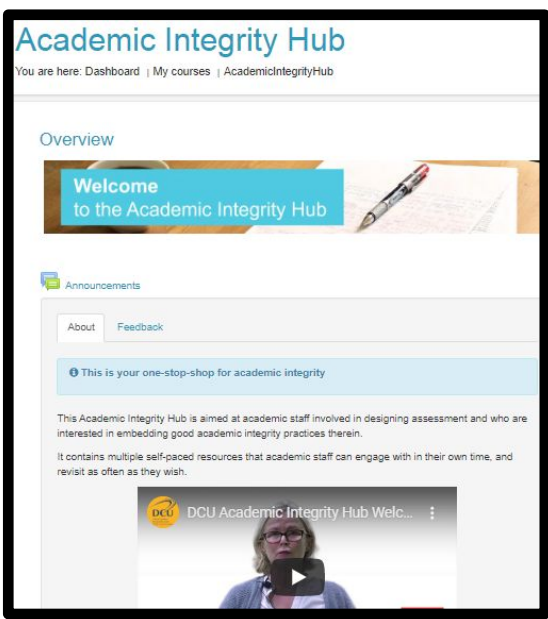 Academic Integrity Hub
You are here: Dashboard | My courses | AcademicIntegrityHub
Overview
Welcome
to the Academic Integrity Hub
Announcements
About Feedback
This is your one-stop-shop for academic integrity
This Academic Integrity Hub is aimed at academic staff involved in designing assessment and who are
interested in embedding good academic integrity practices therein.
It contains multiple self-paced resources that academic staff can engage with in their own time, and
revisit as often as they wish.
DCU DCU Academic Integrity Hub Welc...